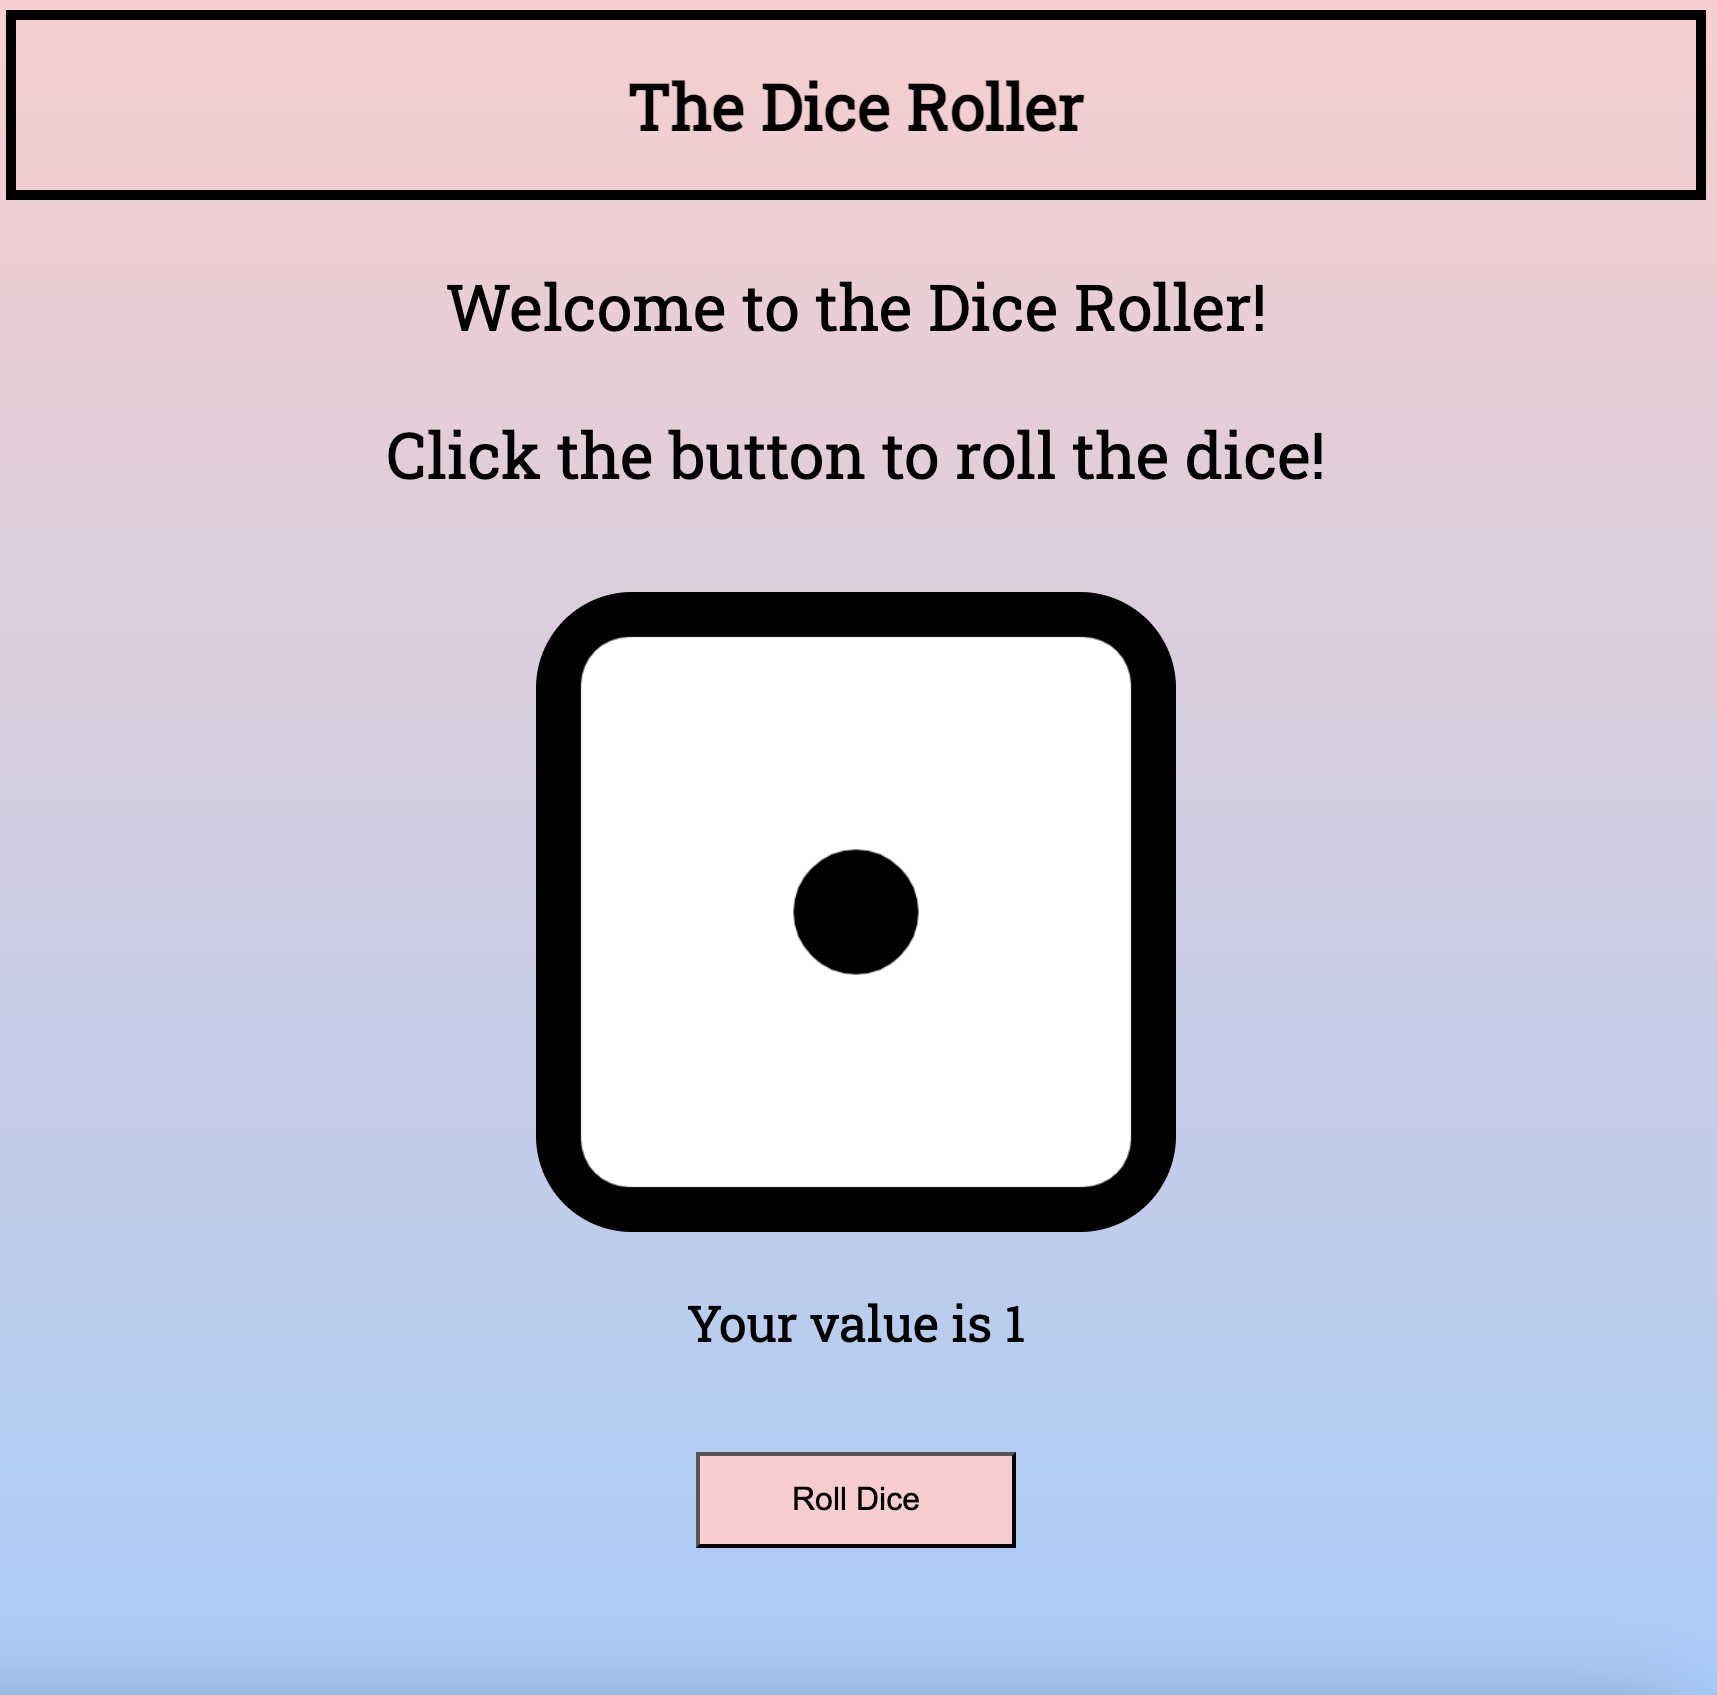 The Dice Roller
Welcome to the Dice Roller!
Click the button to roll the dice!
Your value is 1
Roll Dice